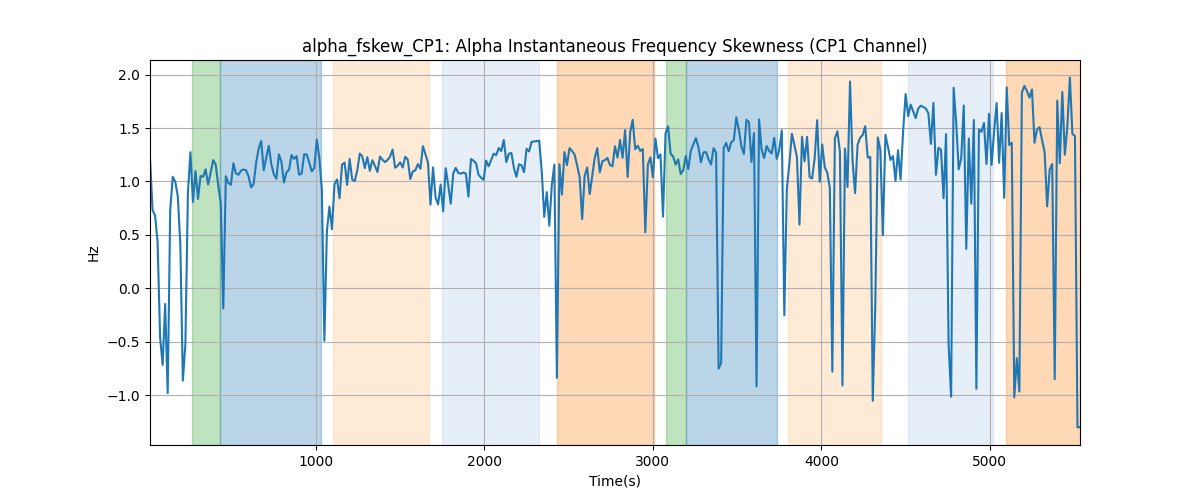 alpha_fskew_CP1: Alpha Instantaneous Frequency Skewness (CP1 Channel)
2.0
1.5
1.0
0.5
0.0
−0.5
−1.0
Hz
1000 2000 3000 4000 5000
Time(s)